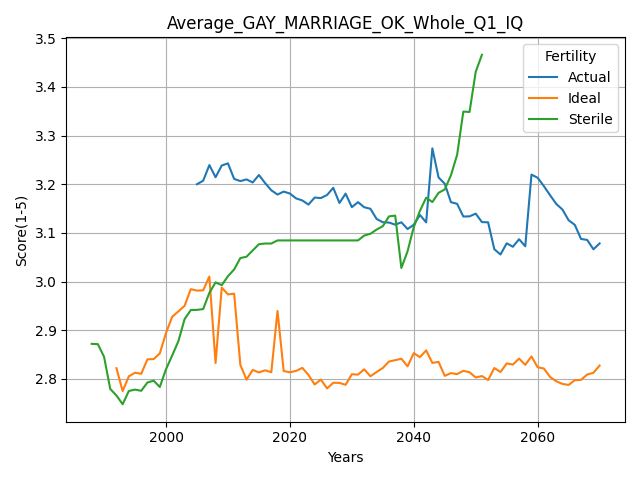 Average_GAY_MARRIAGE_OK_Whole_Q1_IQ
Score(1-5)
3.5
3.4
3.3
3.2
3.1
3.0
2.9
2.8
Fertility
Actual
Ideal
Sterile
2000
2020
2040
2060
Years